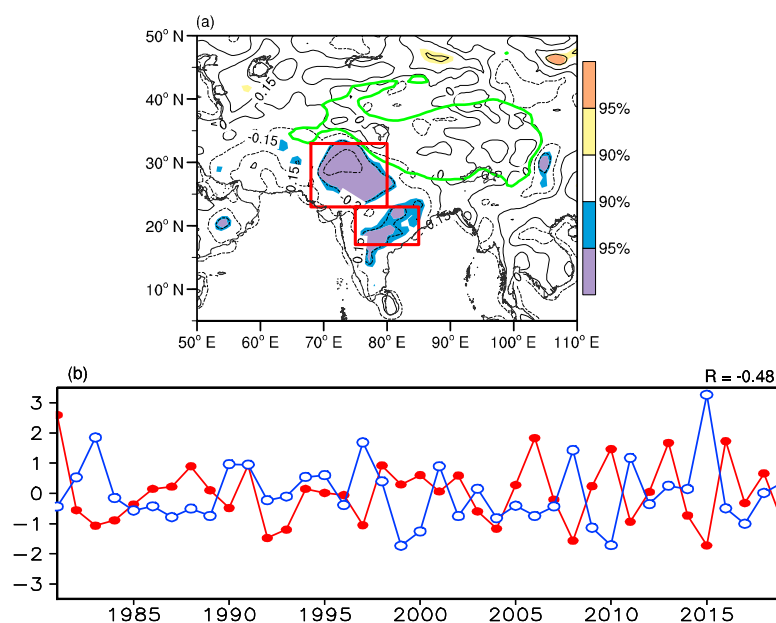 (a)
50° N
40° N
30° N
20° N
10° N
50° E 60° E 70° E 80° E 90° E 100° E 110° E
0.15
-0.15
0
95%
90%
90%
95%
(b)
R = -0.48
3
2
1
0
−1
−2
−3
1985 1990 1995 2000 2005 2010 2015